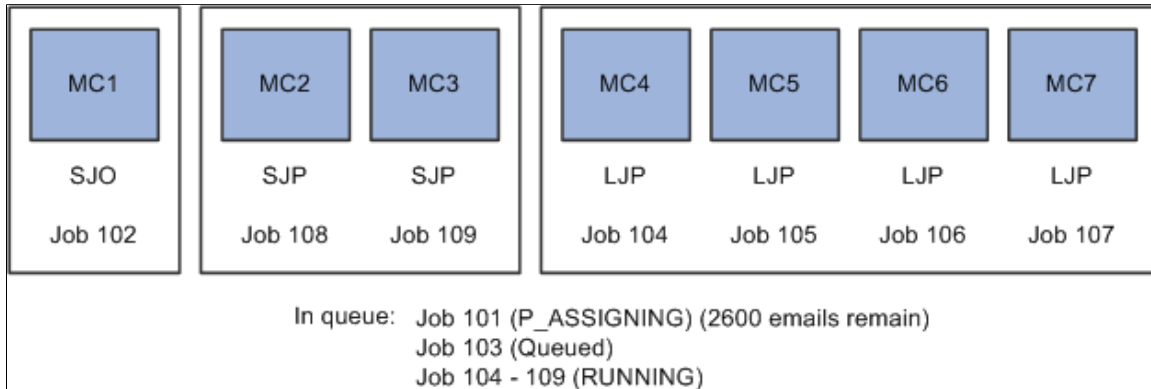 MC1 MC2 MC3 MC4 MC5 MC6 MC7
SJO SJP SJP LJP LJP LJP LJP
Job 102 Job 108 Job 109 Job 104 Job 105 Job 106 Job 107
In queue: Job 101 (P_ASSIGNING) (2600 emails remain)
Job 103 (Queued)
Job 104 - 109 (RUNNING)